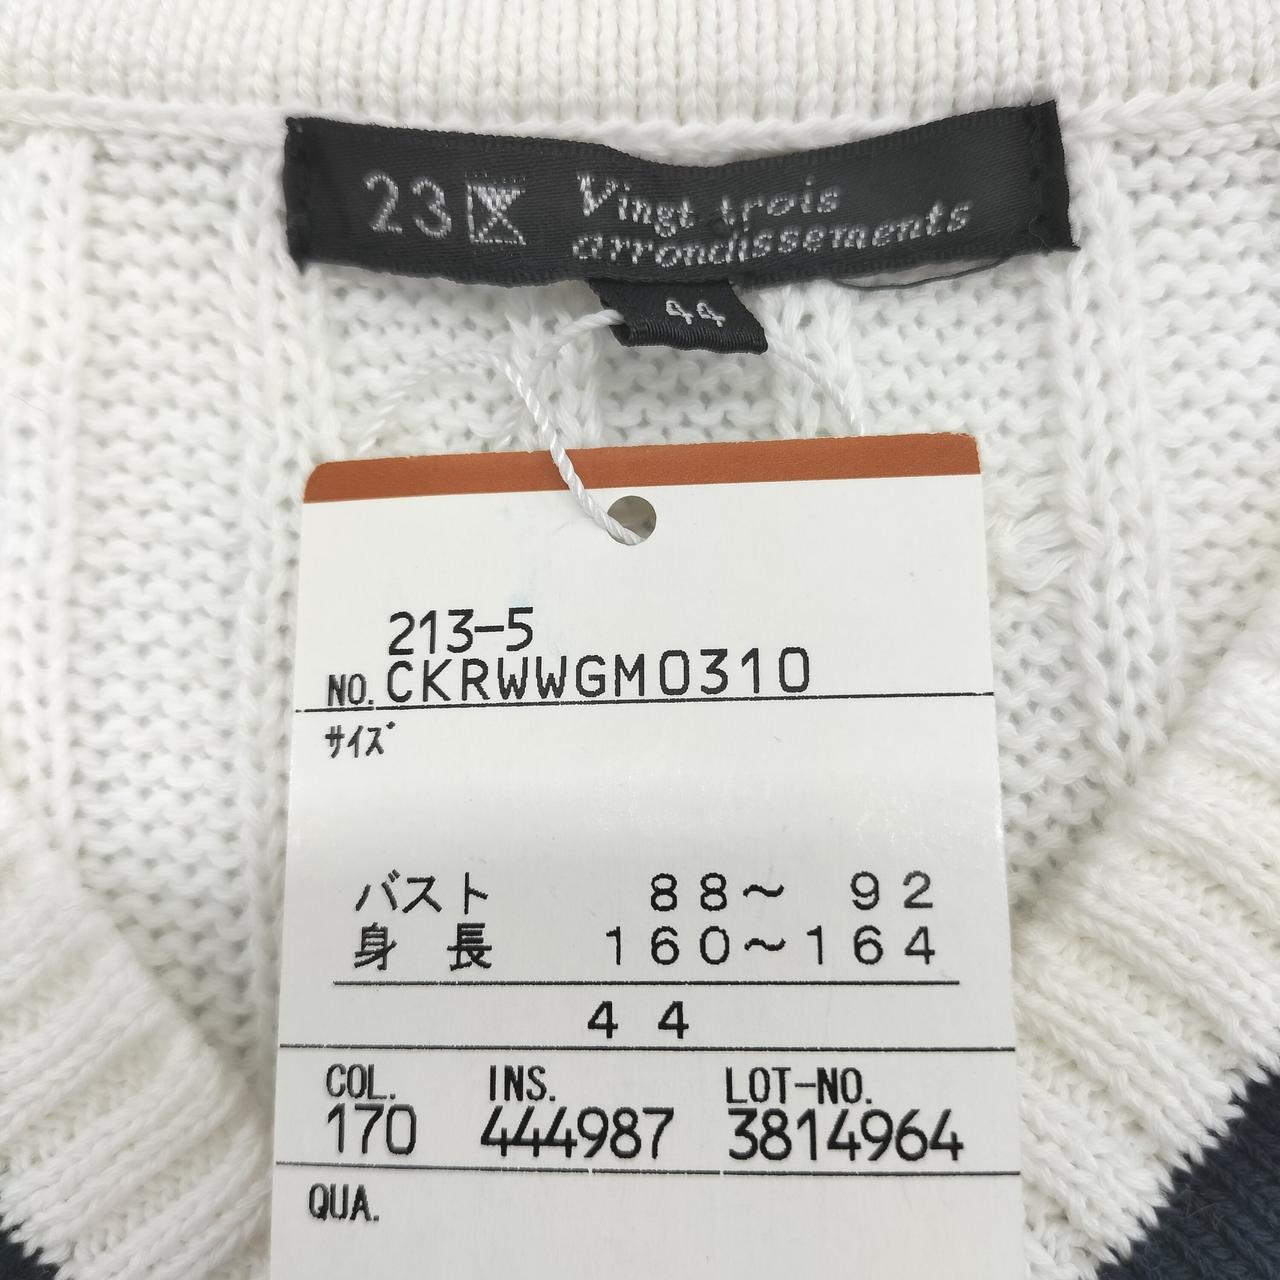 23区 Vingt trois
arrondissements
44
213-5
NO. CKRWWGM0310
サイズ
バスト 88〜 92
身 長 160〜164
44
COL. INS. LOT-NO.
170 444987 3814964
QUA.